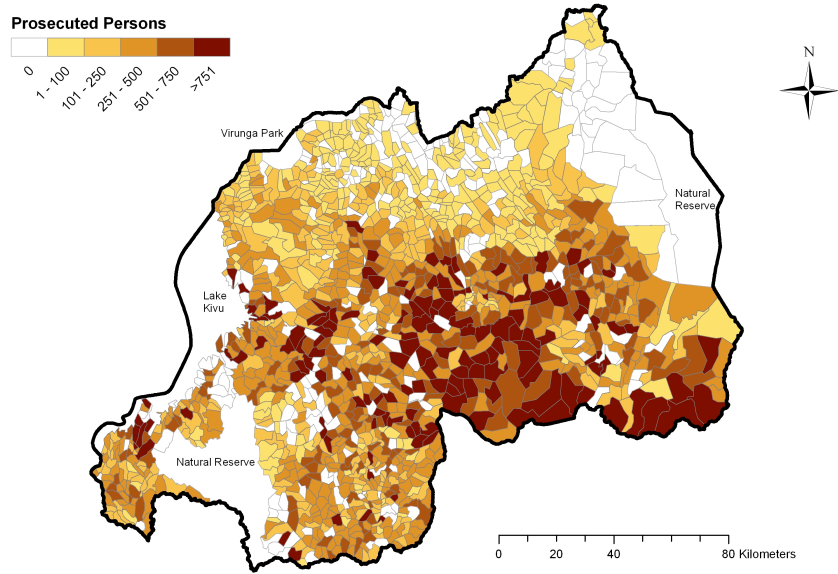 Prosecuted Persons
0
1 - 100
101 - 250
251 - 500
501 - 750
>751
N
Virunga Park
Natural
Reserve
Lake
Kivu
Natural Reserve
0 20 40 80 Kilometers